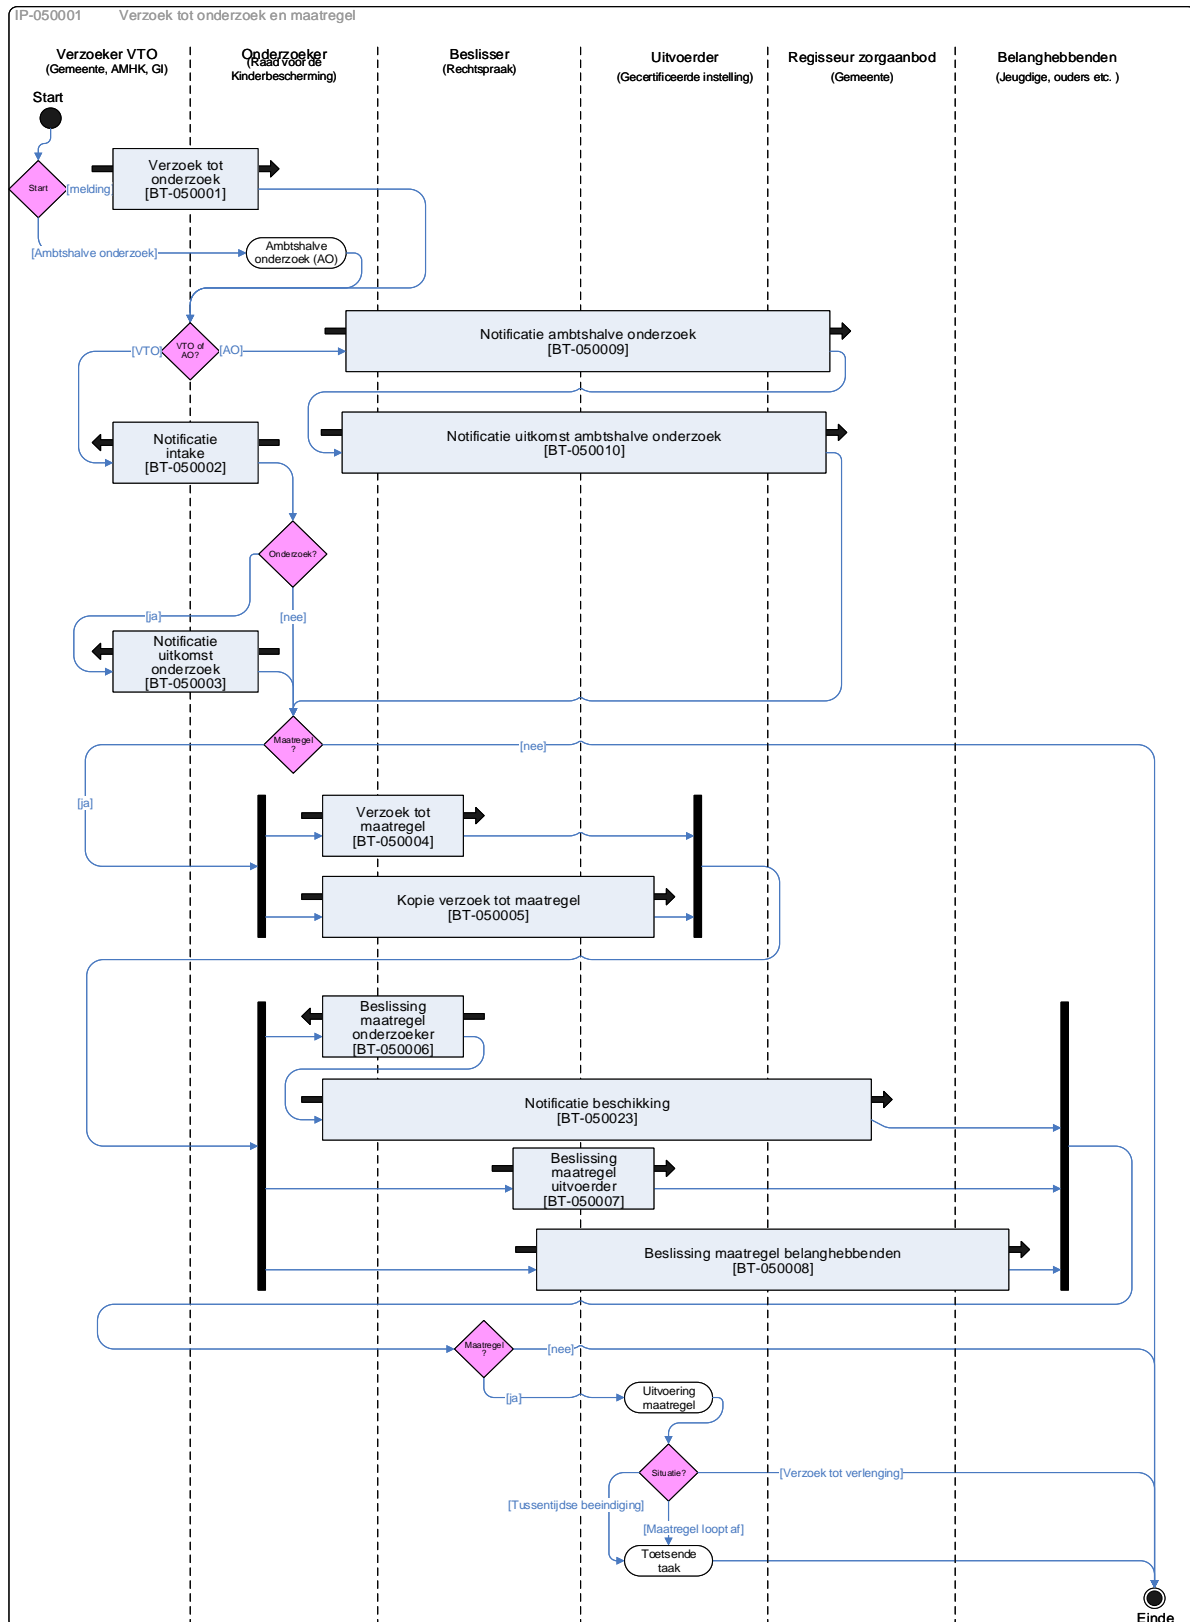 IP-050001 Verzoek tot onderzoek en maatregel
Verzoeker VTO
(Gemeente, AMHK, GI)
Onderzoeker
(Raad voor de
Kinderbescherming)
Beslisser
(Rechtspraak)
Uitvoerder
(Gecertificeerde instelling)
Regisseur zorgaanbod
(Gemeente)
Belanghebbenden
(Jeugdige, ouders etc. )
Start
Start
[melding]
Verzoek tot
onderzoek
[BT-050001]
[Ambtshalve onderzoek]
Ambtshalve
onderzoek (AO)
VTO of
AO?
[VTO]
[AO]
Notificatie ambtshalve onderzoek
[BT-050009]
Notificatie uitkomst ambtshalve onderzoek
[BT-050010]
Notificatie
intake
[BT-050002]
Onderzoek?
[ja]
[nee]
Notificatie
uitkomst
onderzoek
[BT-050003]
Maatregel
?
[nee]
[ja]
Verzoek tot
maatregel
[BT-050004]
Kopie verzoek tot maatregel
[BT-050005]
Beslissing
maatregel
onderzoeker
[BT-050006]
Notificatie beschikking
[BT-050023]
Beslissing
maatregel
uitvoerder
[BT-050007]
Beslissing maatregel belanghebbenden
[BT-050008]
Maatregel
?
[nee]
[ja]
Uitvoering
maatregel
Situatie?
[Verzoek tot verlenging]
[Tussentijdse beeindiging]
[Maatregel loopt af]
Toetsende
taak
Einde